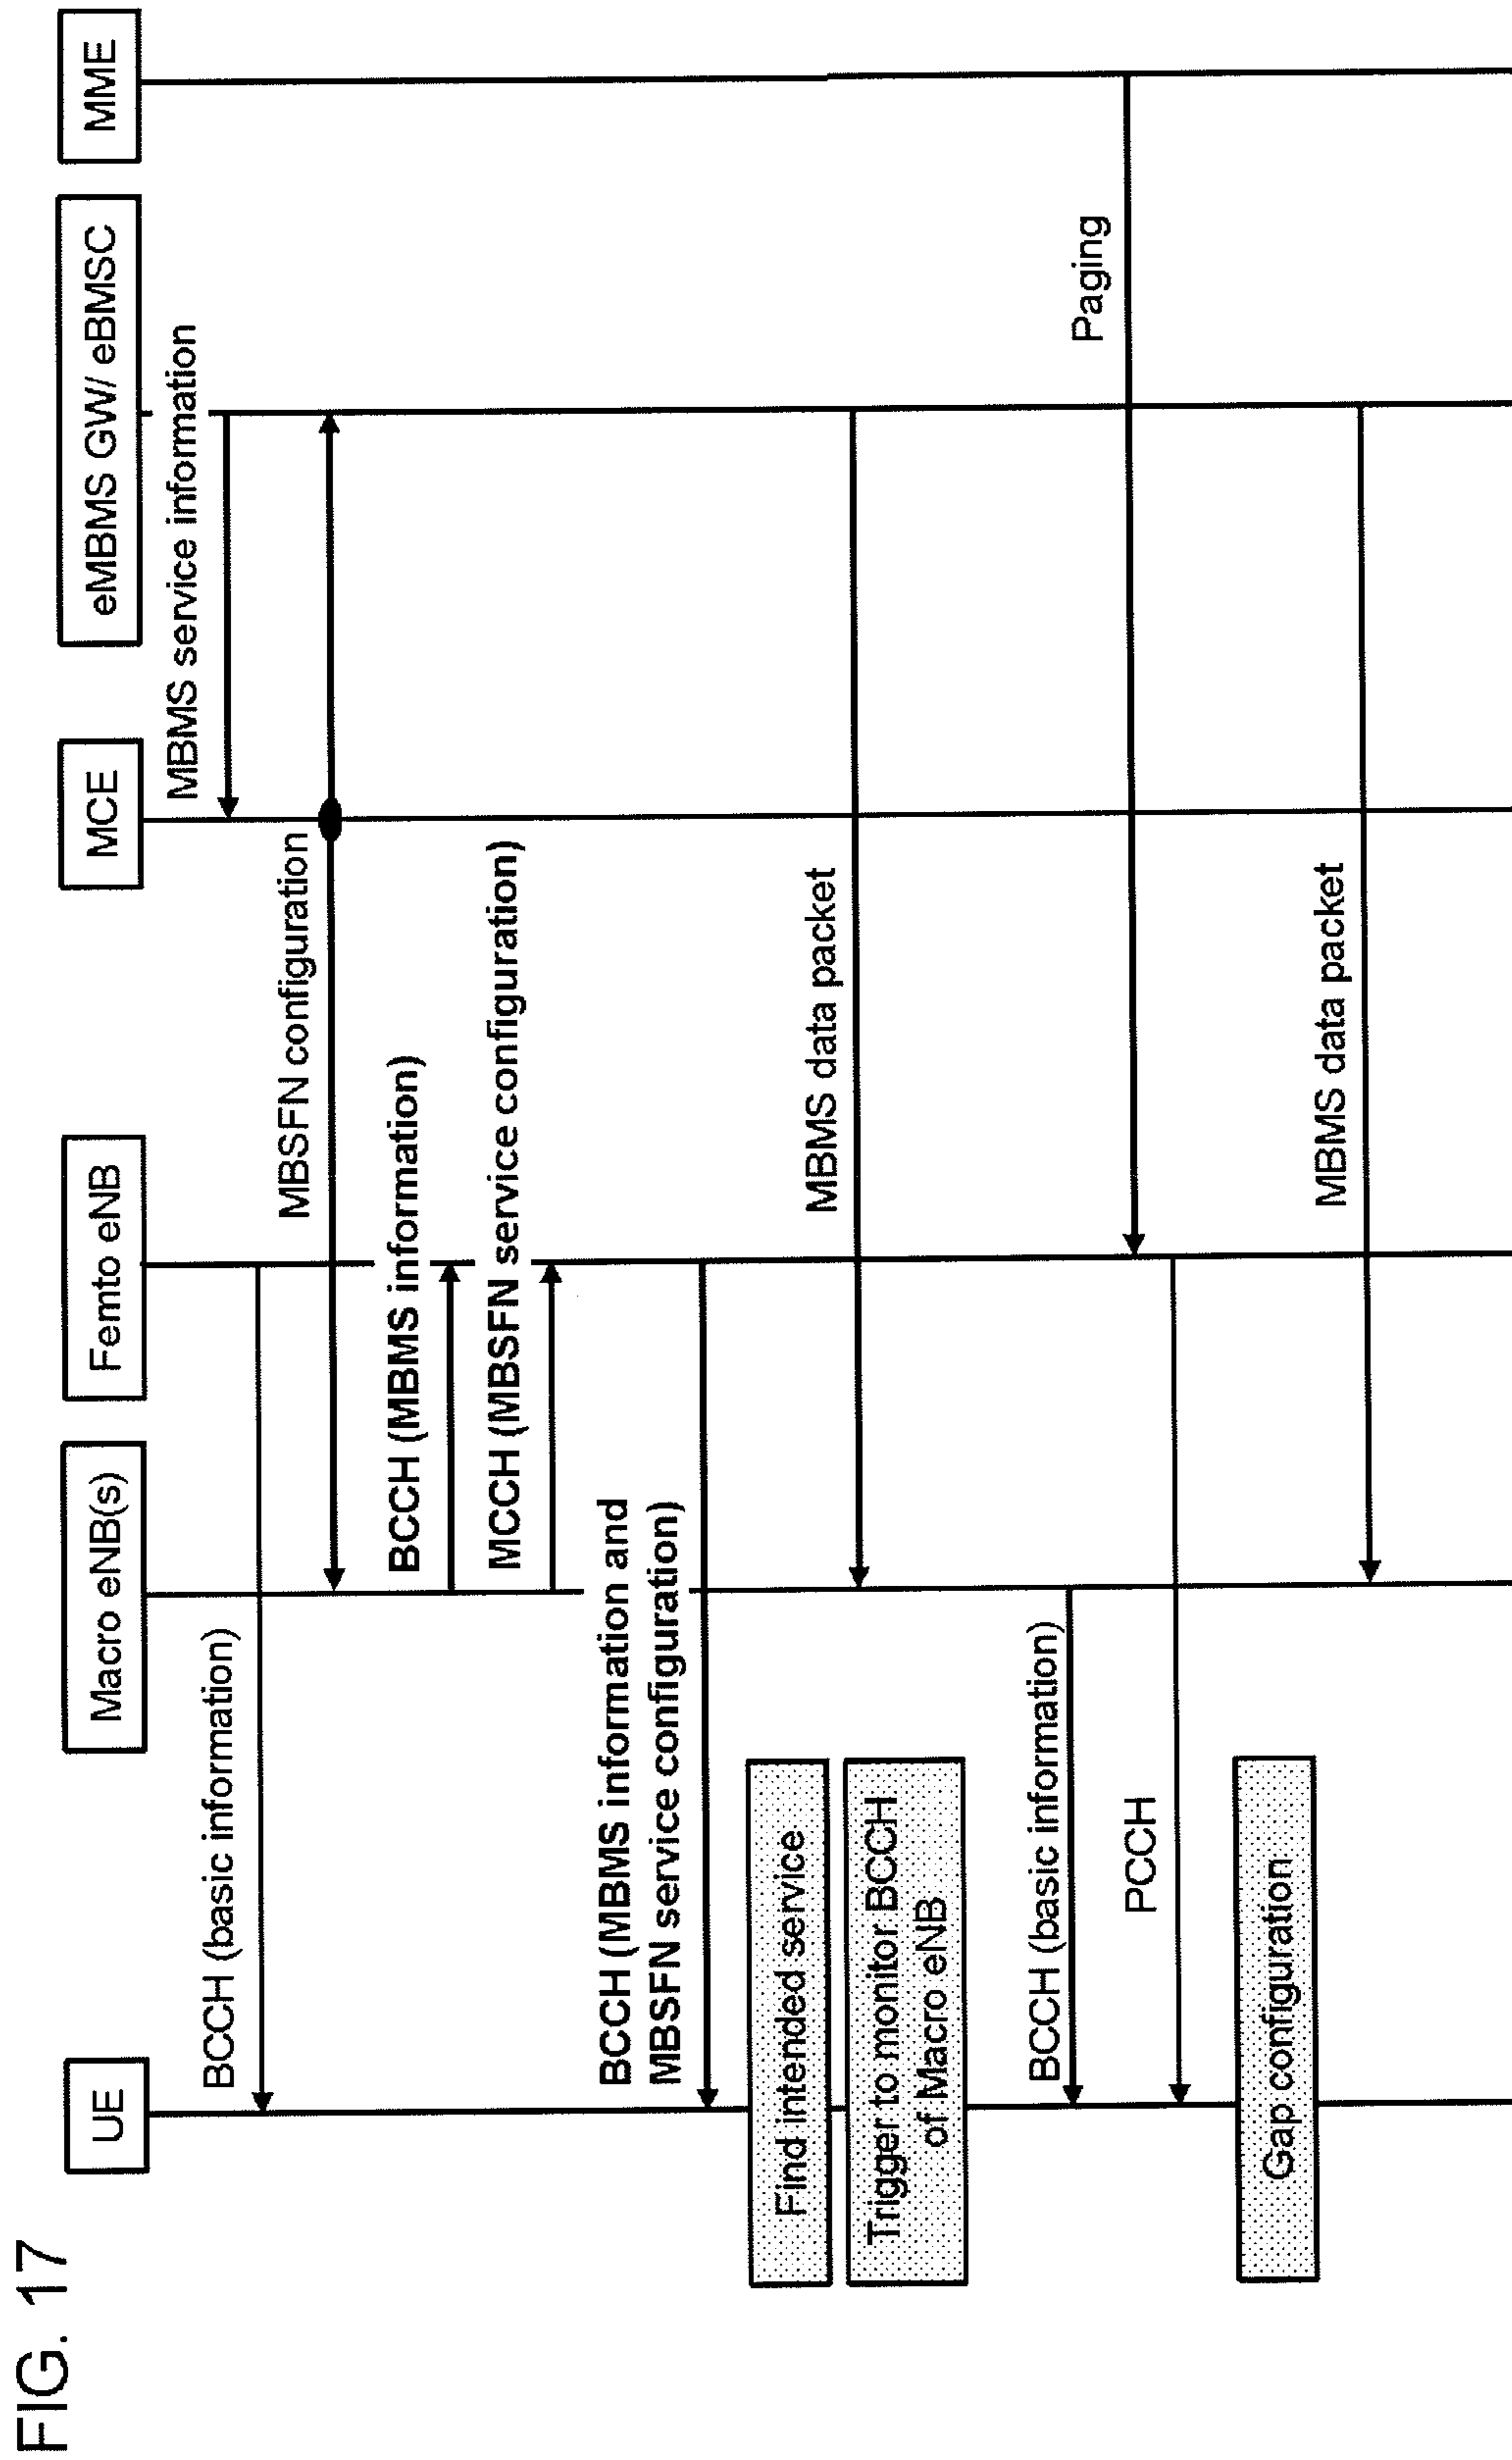 FIG. 17
UE
Macro eNB(s)
Femto eNB
MCE
eMBMS GW/ eBMSC
MME
MBMS service information
BCCH (basic information)
MBSFN configuration
BCCH (MBMS information)
MCCH (MBSFN service configuration)
BCCH (MBMS information and
MBSFN service configuration)
Find intended service
MBMS data packet
Trigger to monitor BCCH
of Macro eNB
BCCH (basic information)
Paging
PCCH
Gap configuration
MBMS data packet